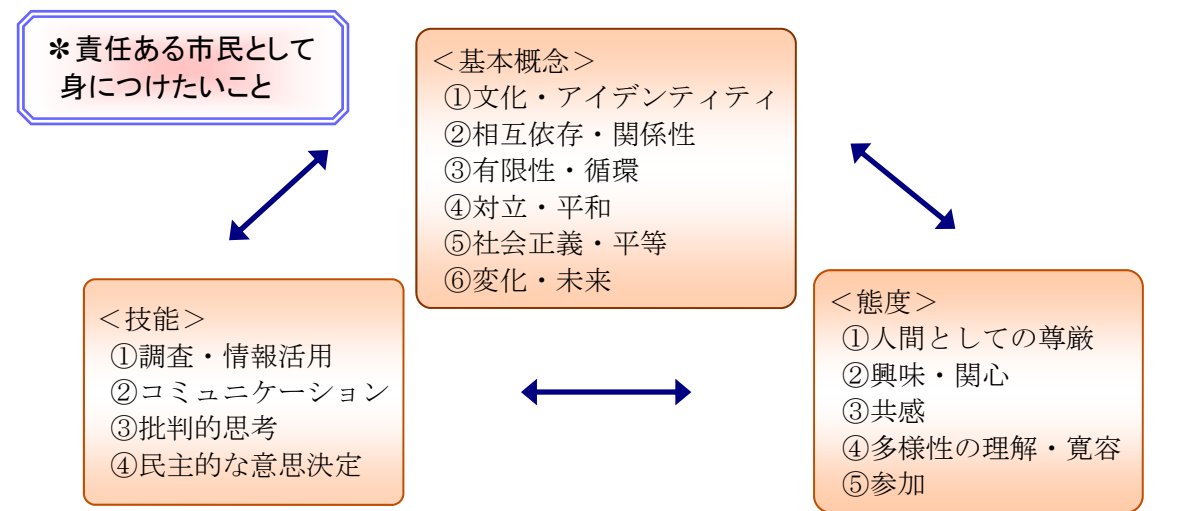 ＊責任ある市民として
身につけたいこと
＜基本概念＞
①文化・アイデンティティ
②相互依存・関係性
③有限性・循環
④対立・平和
⑤社会正義・平等
⑥変化・未来
＜技能＞
①調査・情報活用
②コミュニケーション
③批判的思考
④民主的な意思決定
＜態度＞
①人間としての尊厳
②興味・関心
③共感
④多様性の理解・寛容
⑤参加